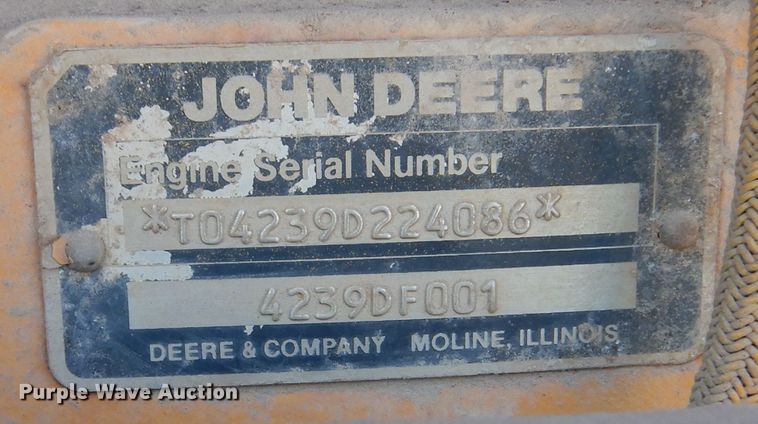 JOHN DEERE
Engine Serial Number
*T04239D224086*
4239DF001
DEERE & COMPANY MOLINE, ILLINOIS
Purple Wave Auction